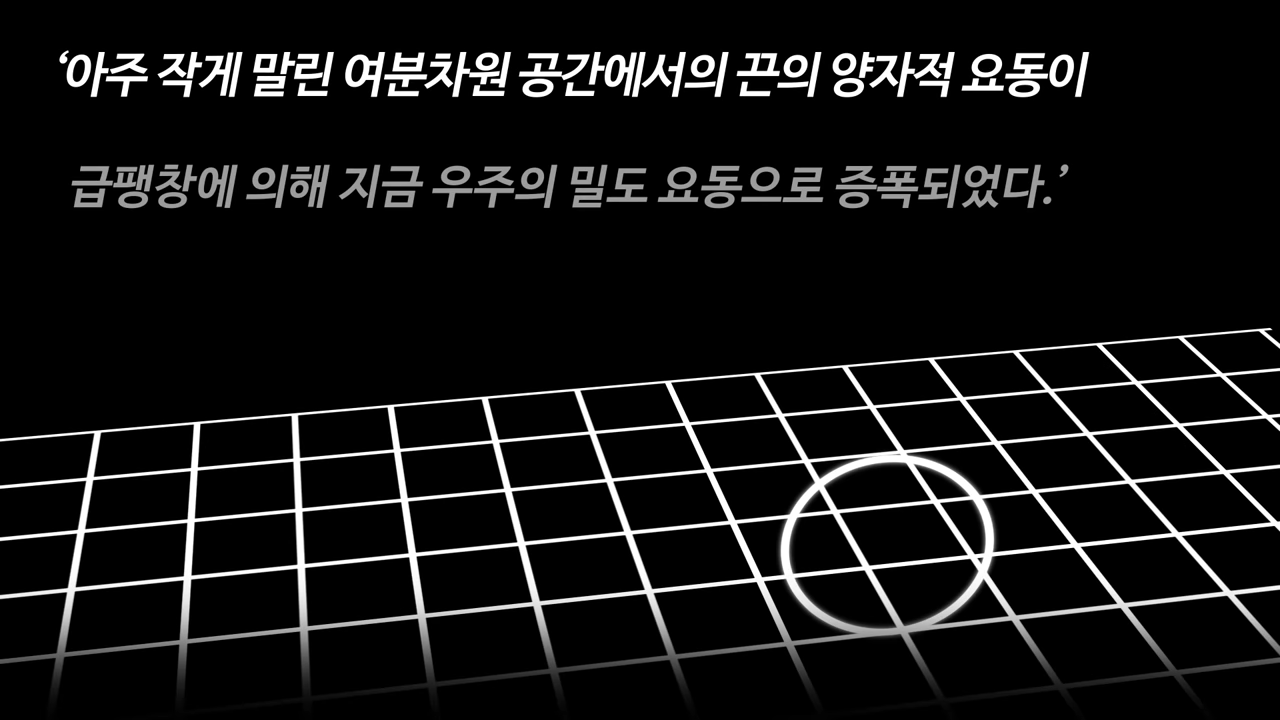 ‘아주 작게 말린 여분차원 공간에서의 끈의 양자적 요동이
급팽창에 의해 지금 우주의 밀도 요동으로 증폭되었다.’